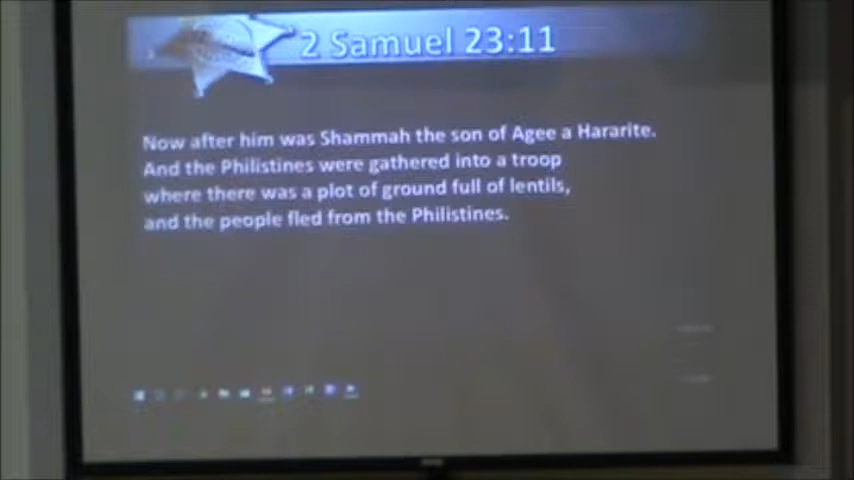 2 Samuel 23:11
Now after him was Shammah the son of Agee a Hararite.
And the Philistines were gathered into a troop
where there was a plot of ground full of lentils,
and the people fled from the Philistines.